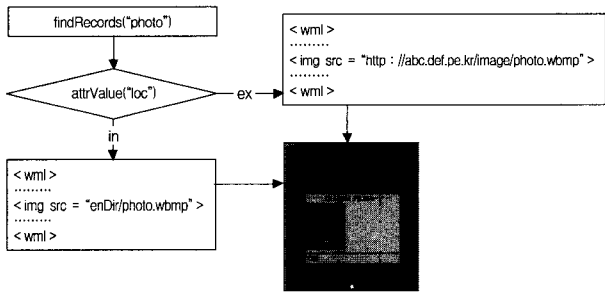 findRecords(“photo”)
attrValue(“loc”)
ex
in
< wml >
………
< img src = “http : //abc.def.pe.kr/image/photo.wbmp” >
………
< wml >
< wml >
………
< img src = “enDir/photo.wbmp” >
………
< wml >